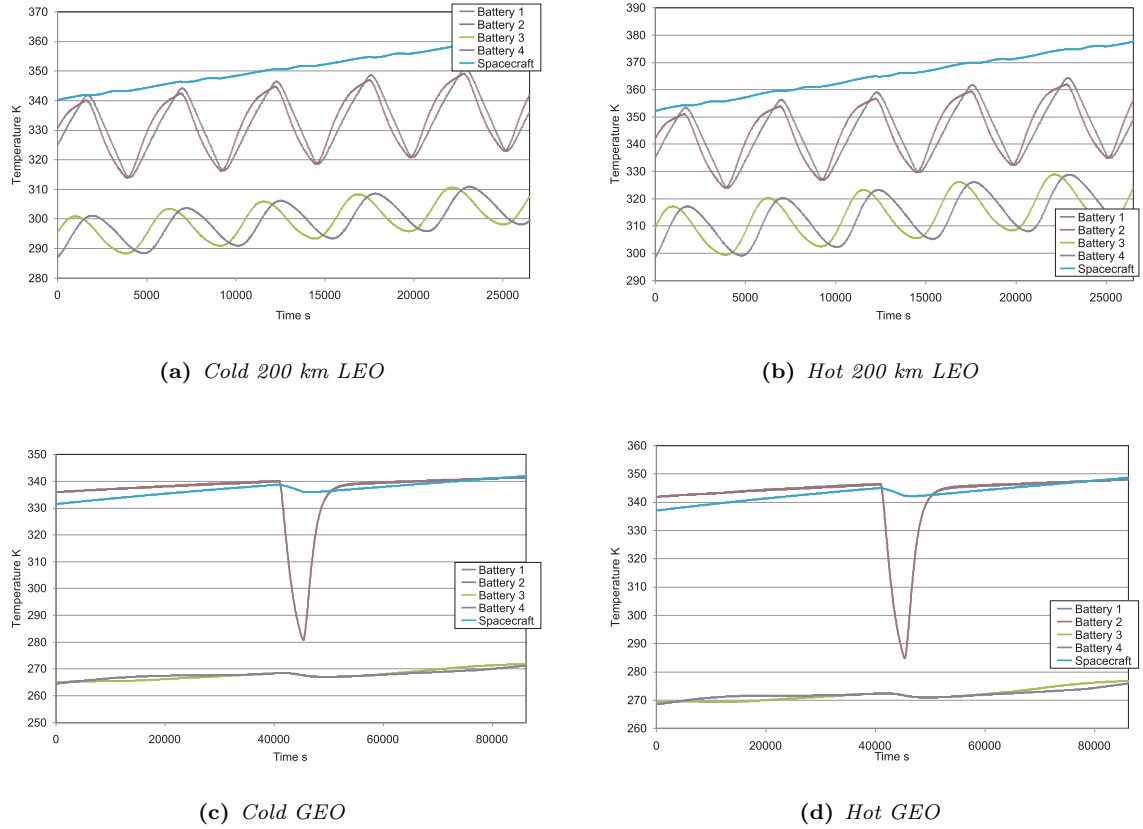 370
360
350
340
330
320
310
300
290
280
Temperature K
0 5000 10000 15000 20000 25000
Time s
Battery 1
Battery 2
Battery 3
Battery 4
Spacecraft
(a) Cold 200 km LEO
390
380
370
360
350
340
330
320
310
300
290
Temperature K
0 5000 10000 15000 20000 25000
Time s
Battery 1
Battery 2
Battery 3
Battery 4
Spacecraft
(b) Hot 200 km LEO
350
340
330
320
310
300
290
280
270
260
250
Temperature K
0 20000 40000 60000 80000
Time s
Battery 1
Battery 2
Battery 3
Battery 4
Spacecraft
(c) Cold GEO
360
350
340
330
320
310
300
290
280
270
260
Temperature K
0 20000 40000 60000 80000
Time s
Battery 1
Battery 2
Battery 3
Battery 4
Spacecraft
(d) Hot GEO